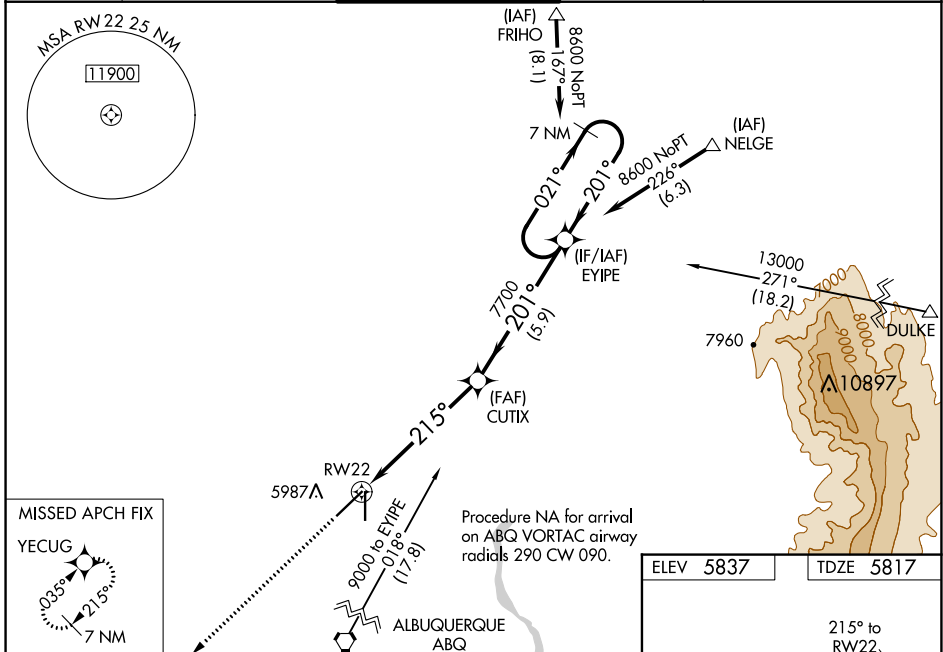 MSA RW22 25 NM
11900
(IAF)
FRIHO
8600 NoPT
167°
(8.1)
7 NM
021°
201°
(IAF)
NELGE
8600 NoPT
226°
(6.3)
(IF/IAF)
EYIPE
7700
201°
(5.9)
13000
271°
(18.2)
DULKE
7000
8000
9000
7960
10897
(FAF)
CUTIX
215°
RW22
5987
MISSED APCH FIX
YECUG
035°
215°
7 NM
9000 to EYIPE
018°
(17.8)
ALBUQUERQUE
ABQ
Procedure NA for arrival
on ABQ VORTAC airway
radials 290 CW 090.
ELEV 5837
TDZE 5817
215° to
RW22